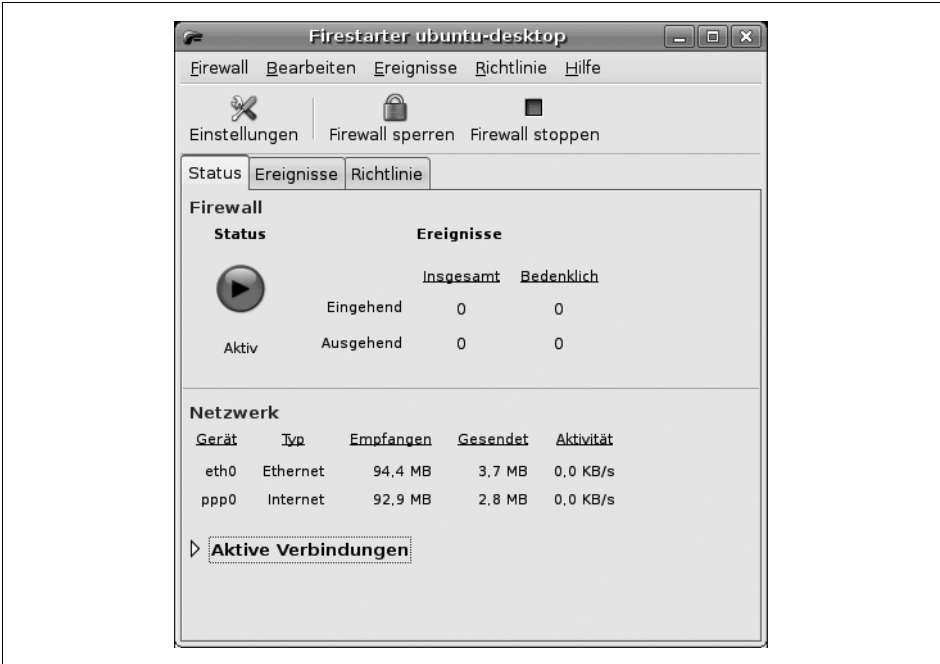 Firestarter ubuntu-desktop
Firewall Bearbeiten Ereignisse Richtlinie Hilfe
Einstellungen Firewall sperren Firewall stoppen
Status Ereignisse Richtlinie
Firewall
Status Ereignisse
Insgesamt Bedenklich
Eingehend 0 0
Aktiv Ausgehend 0 0
Netzwerk
Gerät Typ Empfangen Gesendet Aktivität
eth0 Ethernet 94,4 MB 3,7 MB 0,0 KB/s
ppp0 Internet 92,9 MB 2,8 MB 0,0 KB/s
Aktive Verbindungen